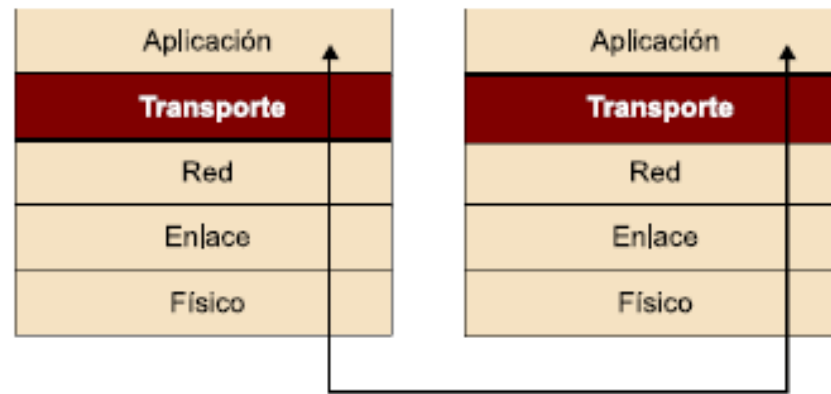 Aplicación
Transporte
Red
Enlace
Físico
Aplicación
Transporte
Red
Enlace
Físico